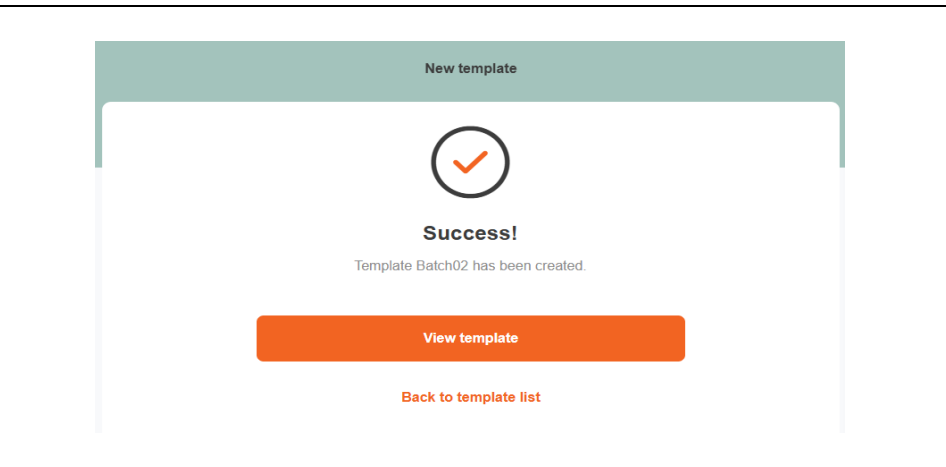 New template
Success!
Template Batch02 has been created.
View template
Back to template list